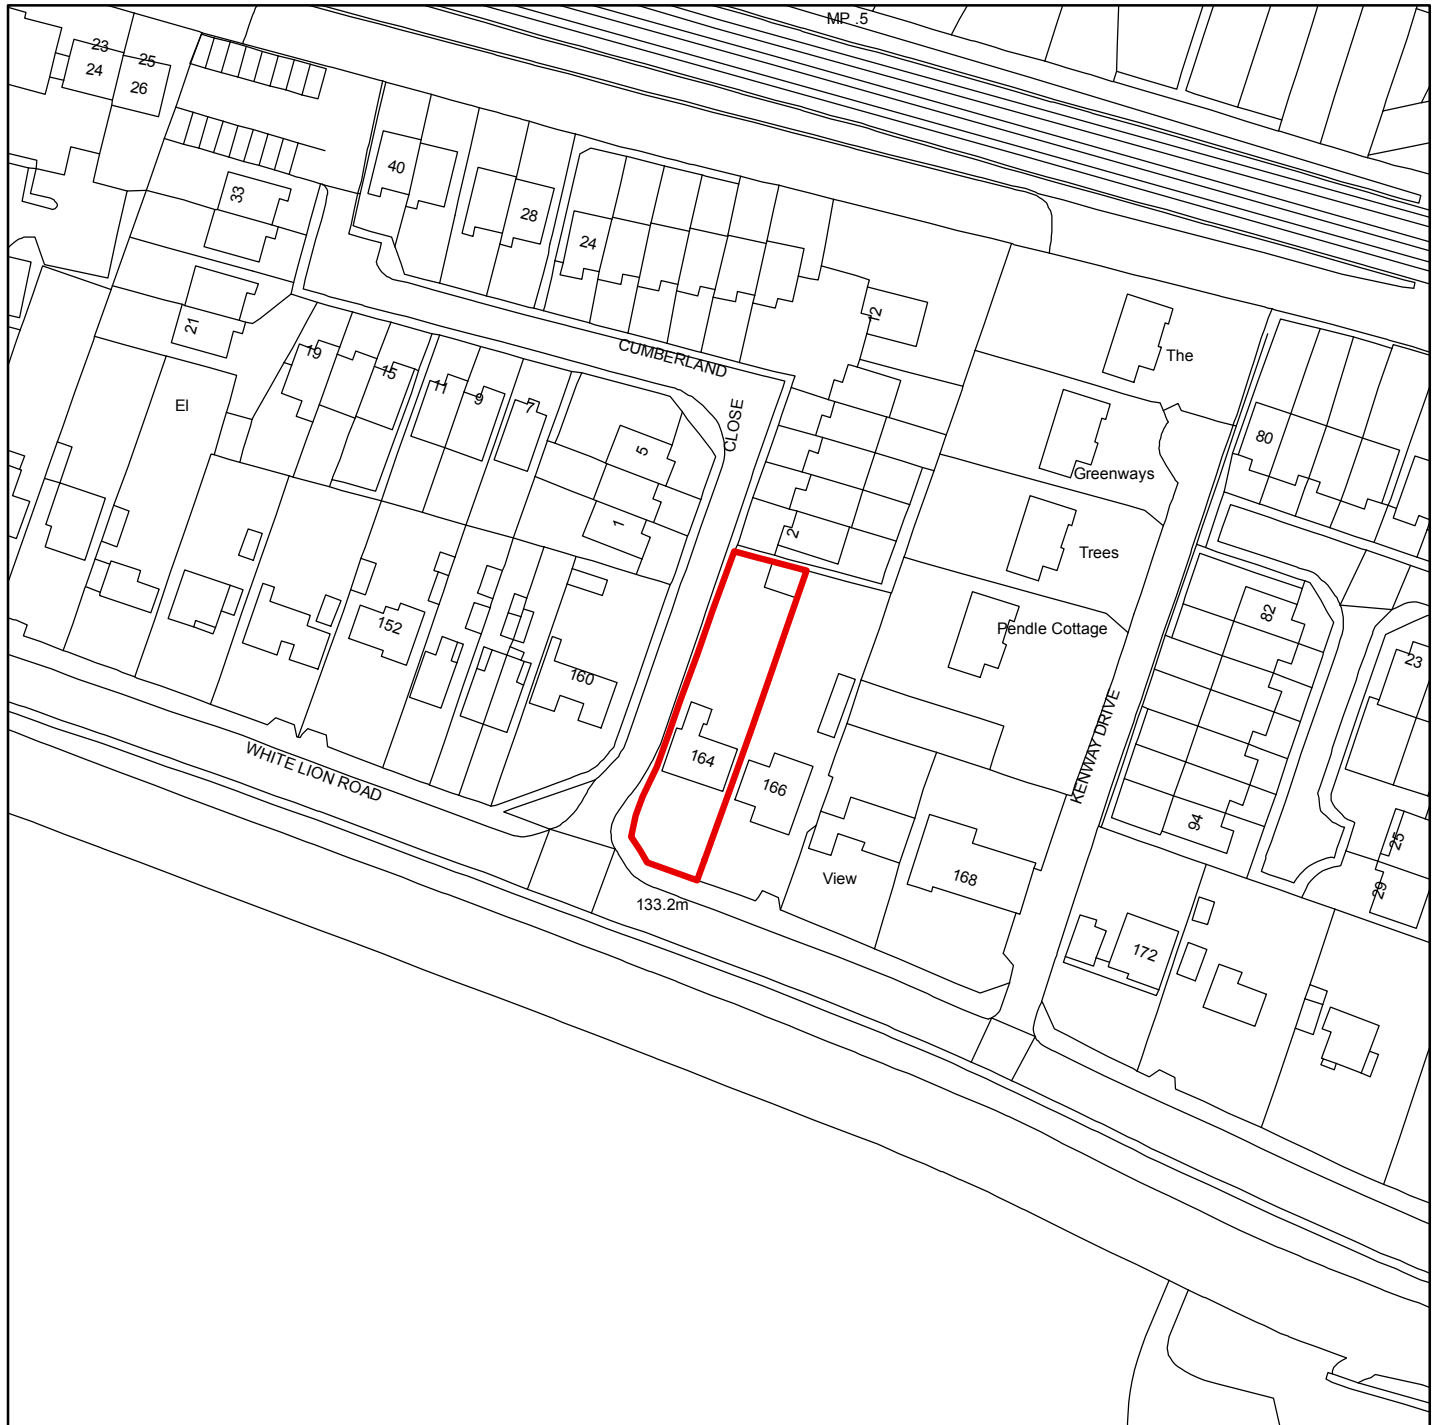 MP .5
23
25
24
26
40
33
28
24
12
21
CUMBERLAND
The
19
15
El
11
9
7
CLOSE
80
5
Greenways
1
2
Trees
82
152
Pendle Cottage
23
160
KENWAY DRIVE
WHITE LION ROAD
164
166
94
25
View
168
29
133.2m
172